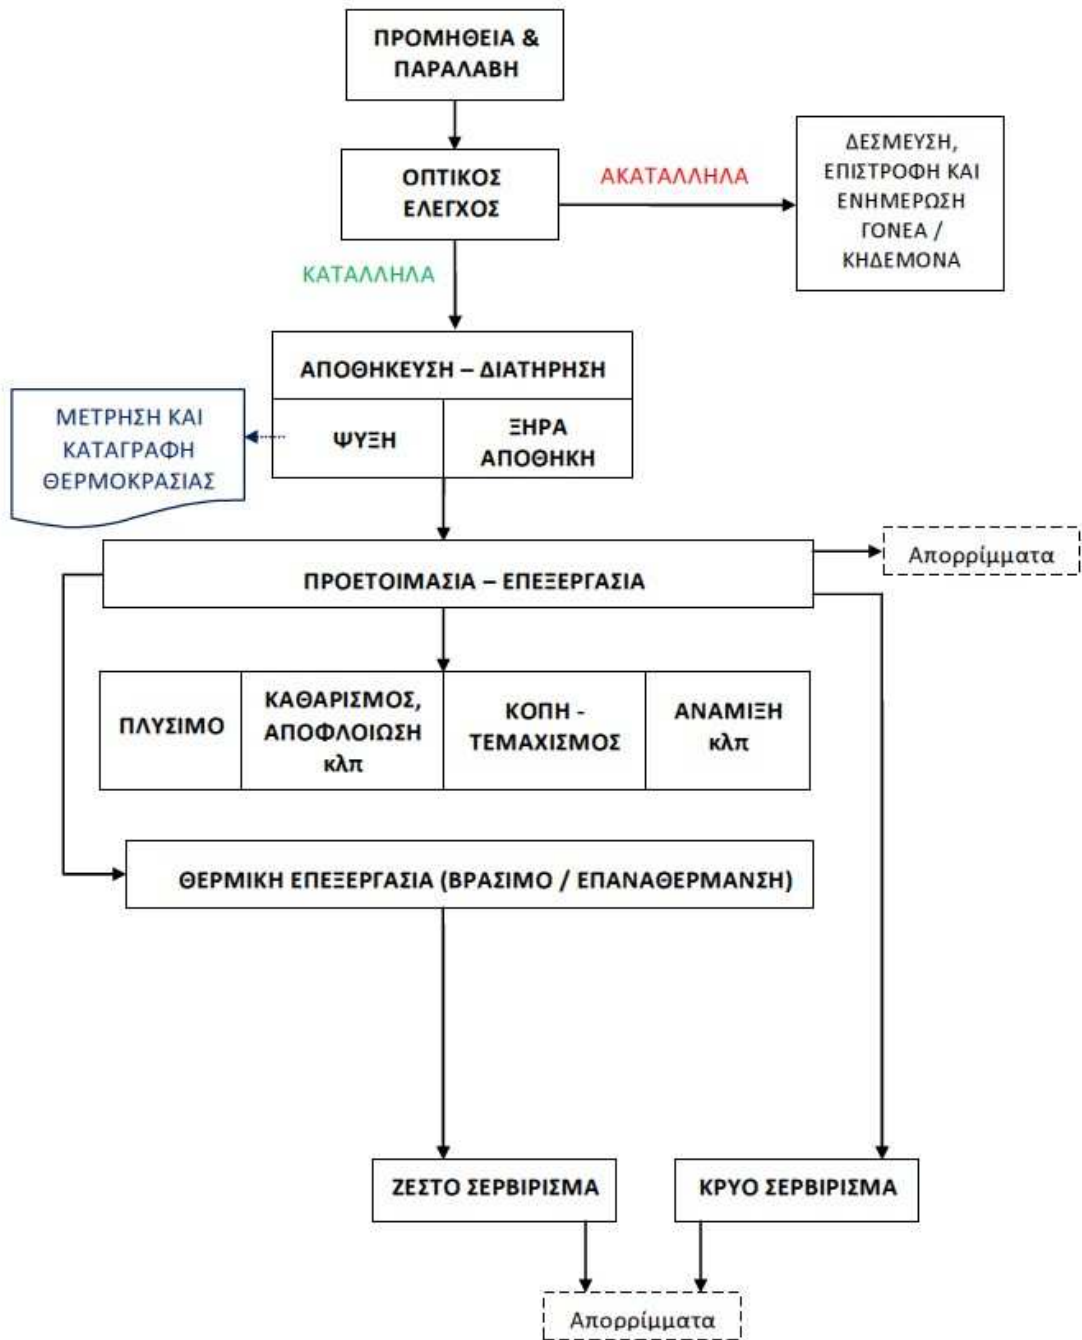 ΠΡΟΜΗΘΕΙΑ &
ΠΑΡΑΛΑΒΗ
ΟΠΤΙΚΟΣ
ΕΛΕΓΧΟΣ
ΑΚΑΤΑΛΛΗΛΑ
ΔΕΣΜΕΥΣΗ,
ΕΠΙΣΤΡΟΦΗ ΚΑΙ
ΕΝΗΜΕΡΩΣΗ
ΓΟΝΕΑ /
ΚΗΔΕΜΟΝΑ
ΚΑΤΑΛΛΗΛΑ
ΑΠΟΘΗΚΕΥΣΗ – ΔΙΑΤΗΡΗΣΗ
ΜΕΤΡΗΣΗ ΚΑΙ
ΚΑΤΑΓΡΑΦΗ
ΘΕΡΜΟΚΡΑΣΙΑΣ
ΨΥΞΗ
ΞΗΡΑ
ΑΠΟΘΗΚΗ
ΠΡΟΕΤΟΙΜΑΣΙΑ – ΕΠΕΞΕΡΓΑΣΙΑ
Απορρίμματα
ΠΛΥΣΙΜΟ
ΚΑΘΑΡΙΣΜΟΣ,
ΑΠΟΦΛΟΙΩΣΗ
κλπ
ΚΟΠΗ -
ΤΕΜΑΧΙΣΜΟΣ
ΑΝΑΜΙΞΗ
κλπ
ΘΕΡΜΙΚΗ ΕΠΕΞΕΡΓΑΣΙΑ (ΒΡΑΣΙΜΟ / ΕΠΑΝΑΘΕΡΜΑΝΣΗ)
ΖΕΣΤΟ ΣΕΡΒΙΡΙΣΜΑ
ΚΡΥΟ ΣΕΡΒΙΡΙΣΜΑ
Απορρίμματα